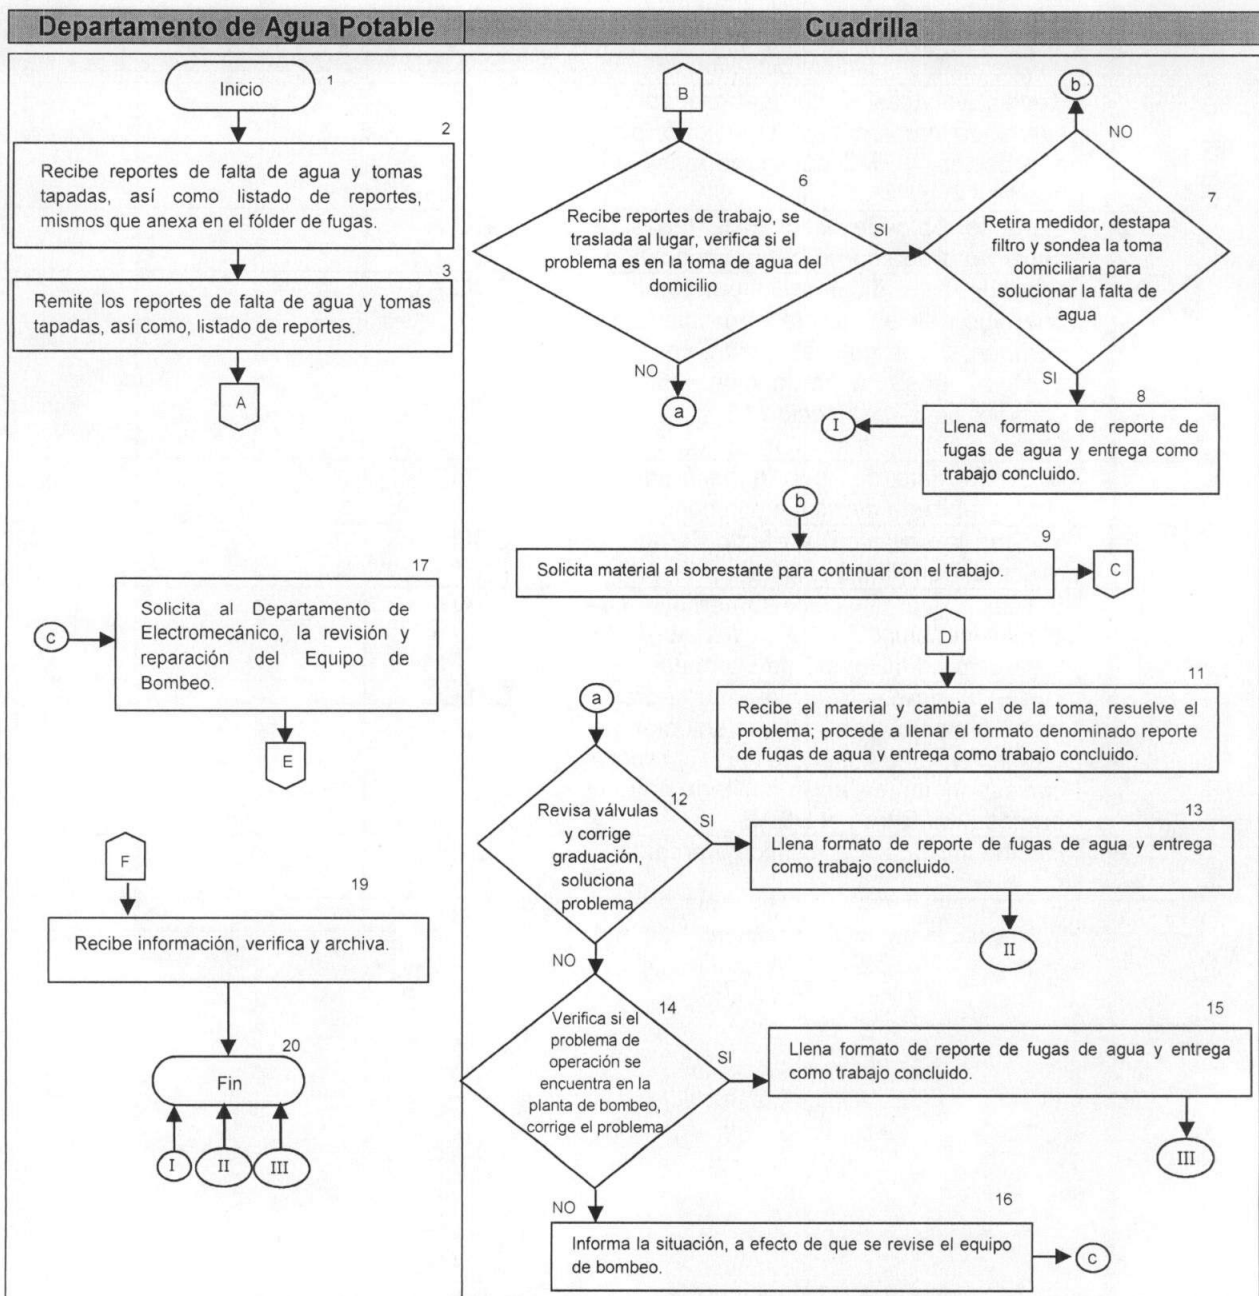 Departamento de Agua Potable
Cuadrilla
Inicio
1
2
Recibe reportes de falta de agua y tomas
tapadas, así como listado de reportes,
mismos que anexa en el fólder de fugas.
3
Remite los reportes de falta de agua y tomas
tapadas, así como, listado de reportes.
A
17
Solicita al Departamento de
Electromecánico, la revisión y
reparación del Equipo de
Bombeo.
c
E
F
19
Recibe información, verifica y archiva.
20
Fin
I
II
III
B
6
Recibe reportes de trabajo, se
traslada al lugar, verifica si el
problema es en la toma de agua del
domicilio
SI
NO
a
b
NO
7
Retira medidor, destapa
filtro y sondea la toma
domiciliaria para
solucionar la falta de
agua
SI
8
I
Llena formato de reporte de
fugas de agua y entrega como
trabajo concluido.
b
9
Solicita material al sobrestante para continuar con el trabajo.
C
D
11
Recibe el material y cambia el de la toma, resuelve el
problema; procede a llenar el formato denominado reporte
de fugas de agua y entrega como trabajo concluido.
a
12
Revisa válvulas
y corrige
graduación,
soluciona
problema
SI
13
Llena formato de reporte de fugas de agua y entrega
como trabajo concluido.
II
NO
14
Verifica si el
problema de
operación se
encuentra en la
planta de bombeo,
corrige el problema
SI
15
Llena formato de reporte de fugas de agua y entrega
como trabajo concluido.
III
NO
16
Informa la situación, a efecto de que se revise el equipo
de bombeo.
c